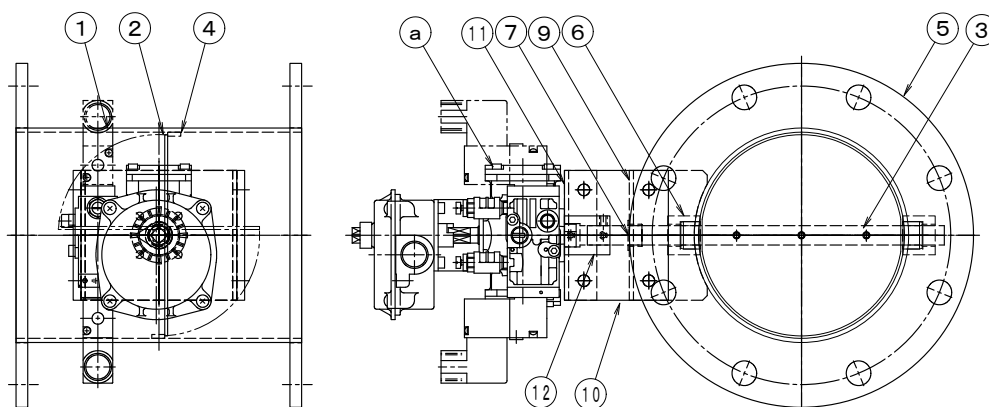 ① ② ④ ⓐ ⑪ ⑦ ⑨ ⑥ ⑤ ③
⑫ ⑩